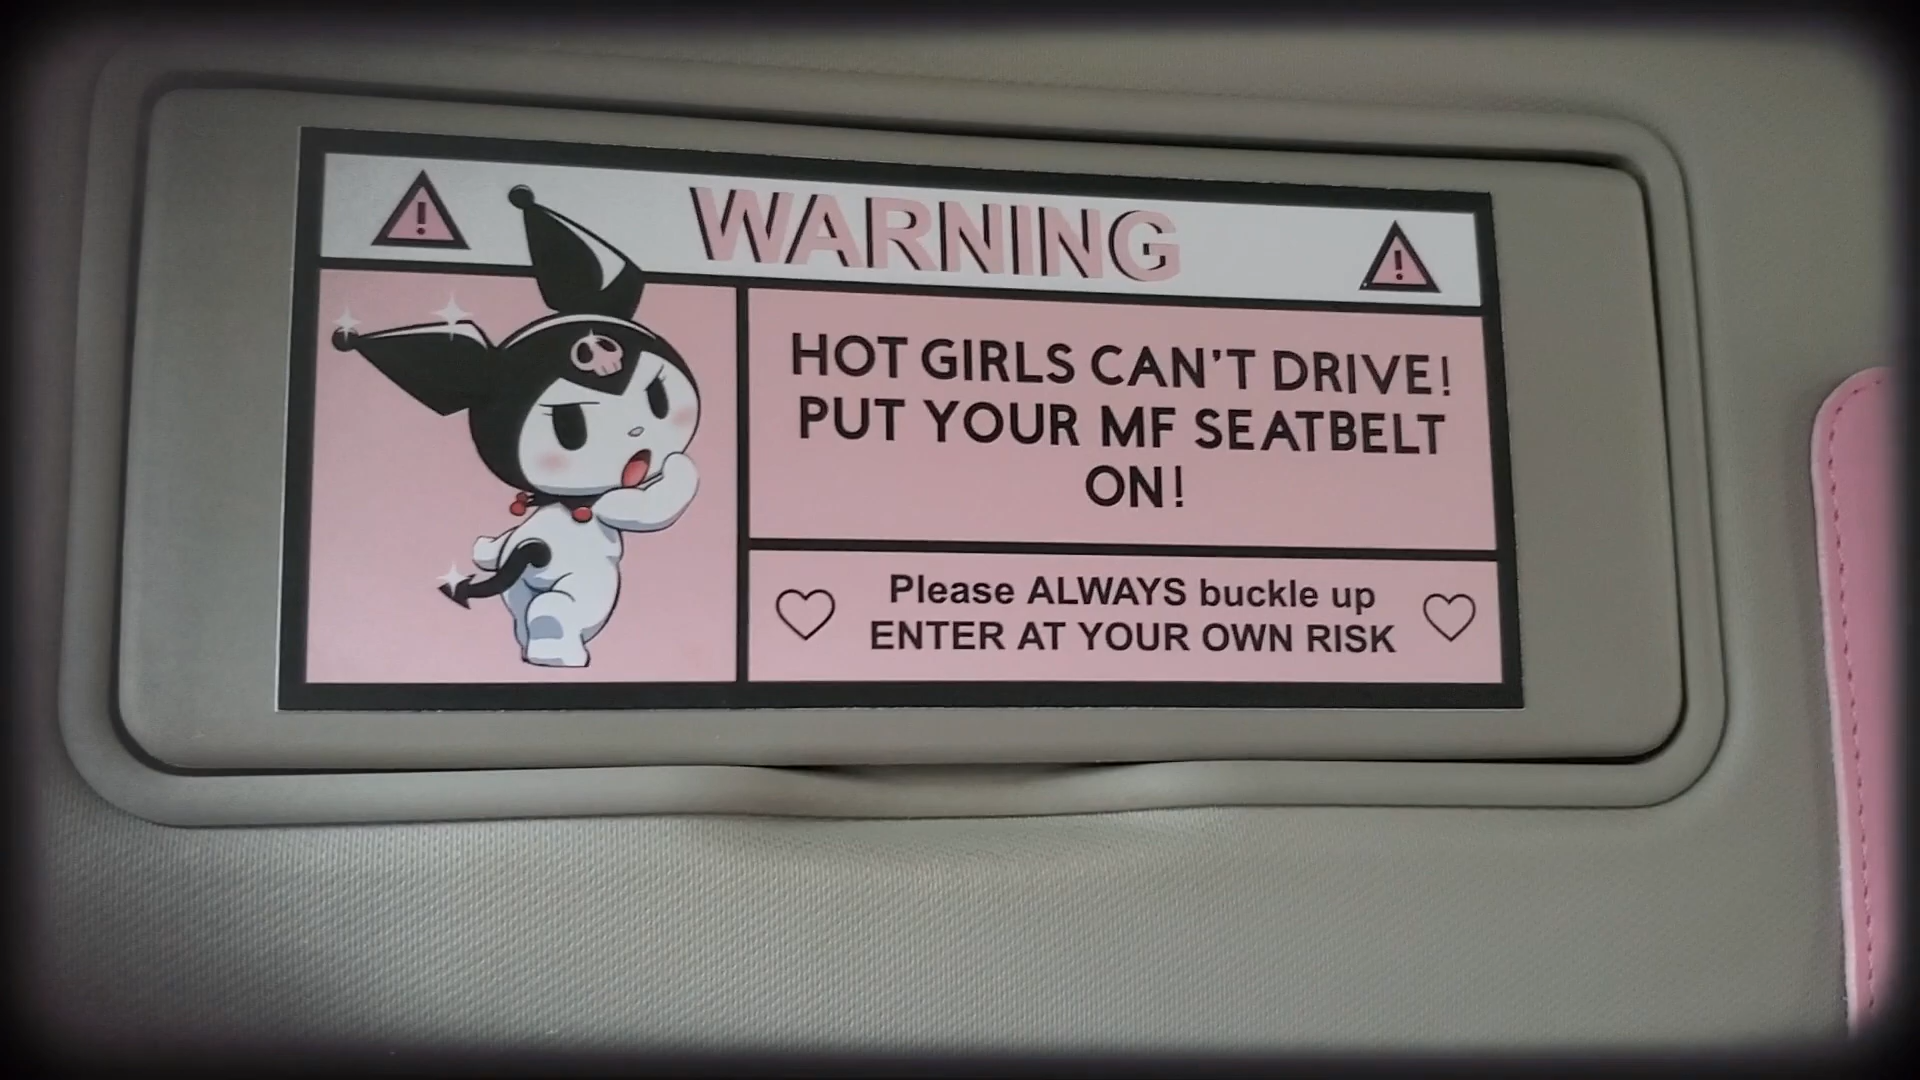 WARNING
HOT GIRLS CAN'T DRIVE!
PUT YOUR MF SEATBELT
ON!
Please ALWAYS buckle up
ENTER AT YOUR OWN RISK